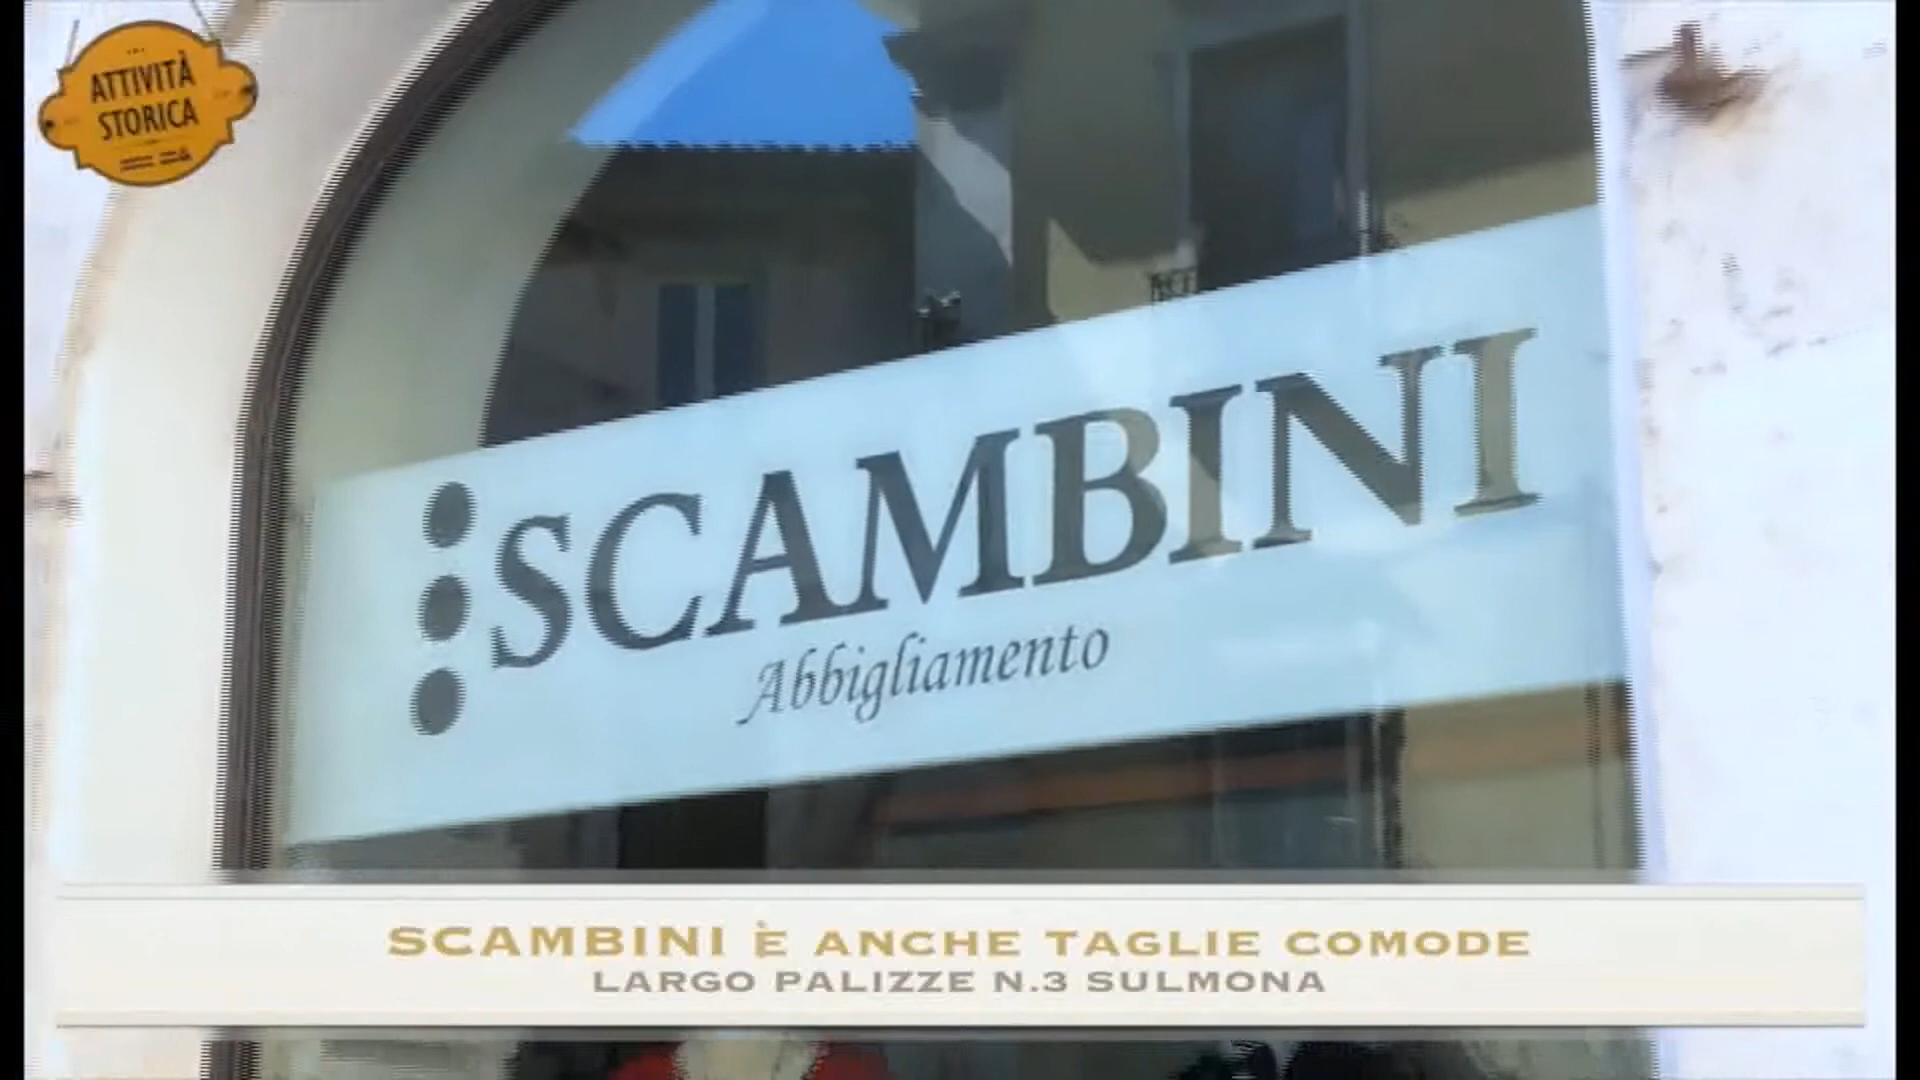 ATTIVITÀ
STORICA
SCAMBINI
Abbigliamento
SCAMBINI È ANCHE TAGLIE COMODE
LARGO PALIZZE N.3 SULMONA